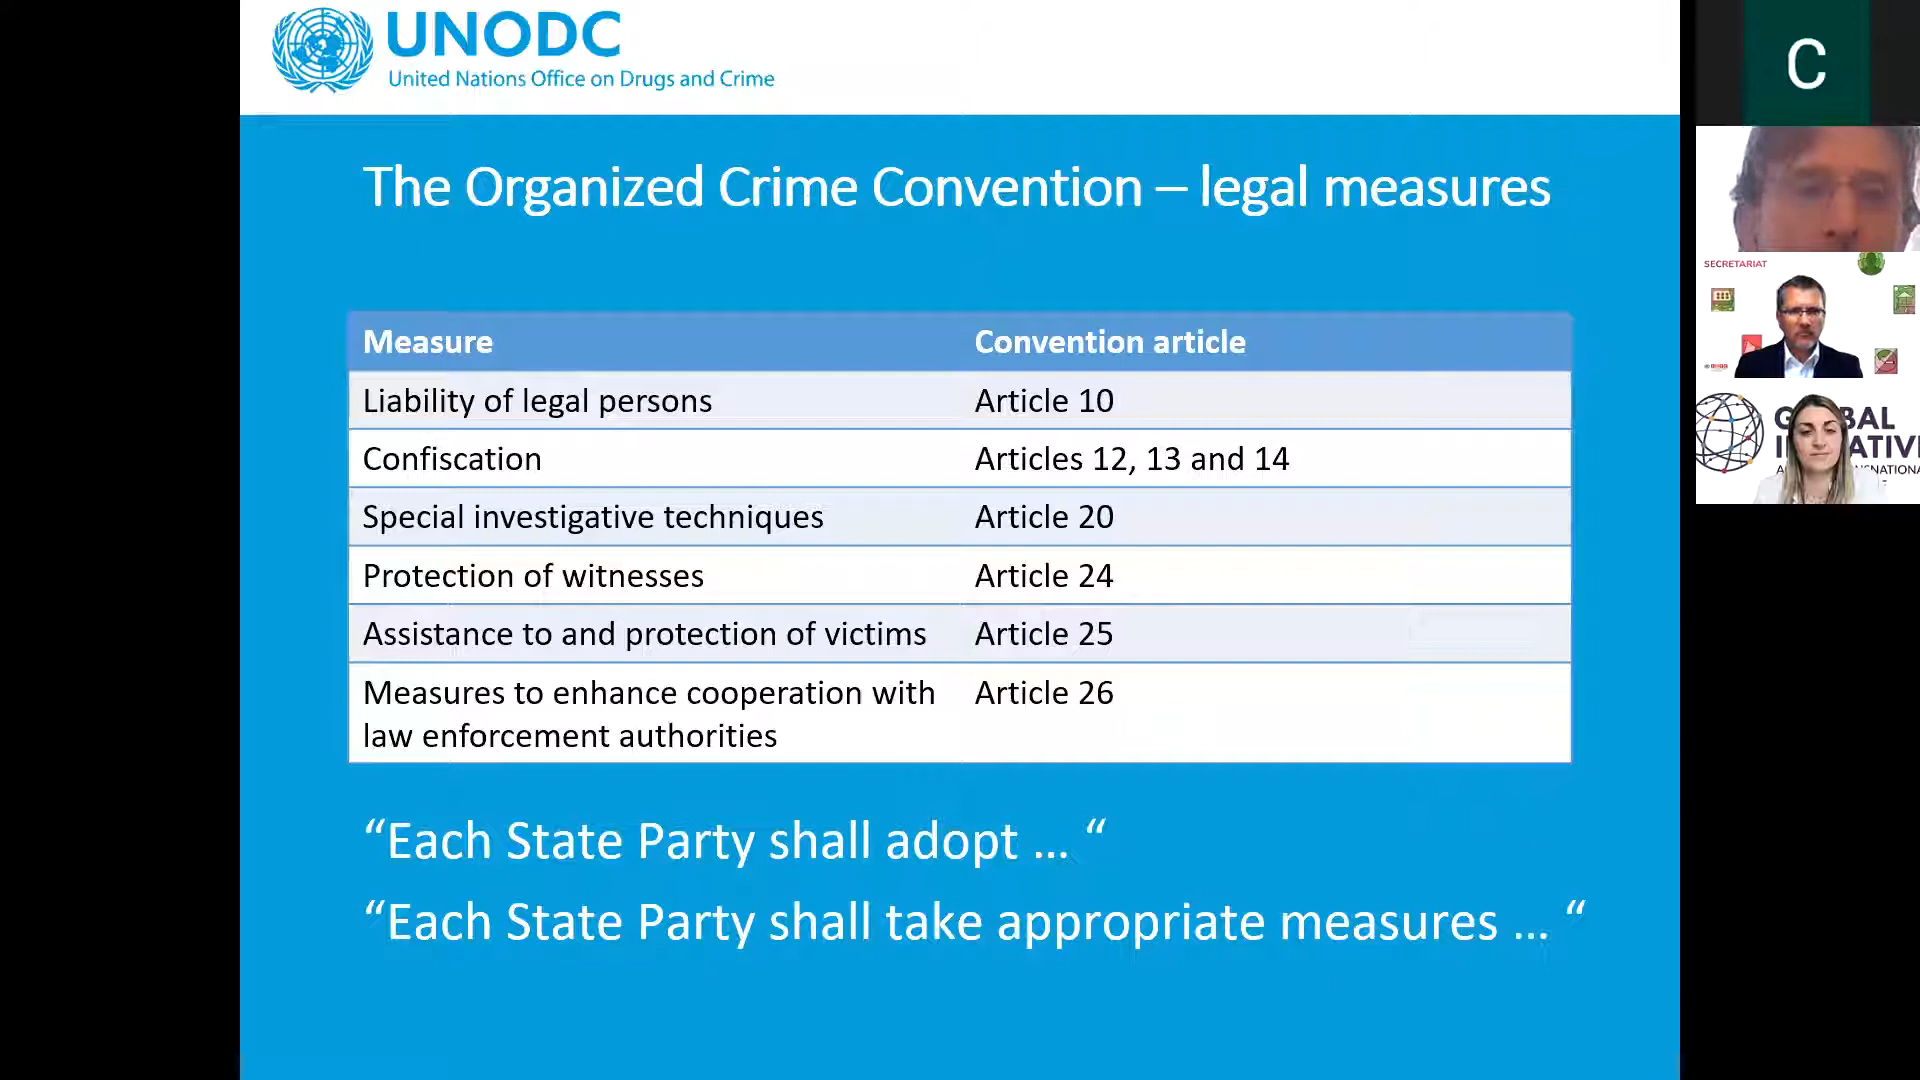 UNODC
United Nations Office on Drugs and Crime
The Organized Crime Convention – legal measures
Measure Convention article
Liability of legal persons Article 10
Confiscation Articles 12, 13 and 14
Special investigative techniques Article 20
Protection of witnesses Article 24
Assistance to and protection of victims Article 25
Measures to enhance cooperation with Article 26
law enforcement authorities
“Each State Party shall adopt ... “
“Each State Party shall take appropriate measures ... “
C
SECRETARIAT